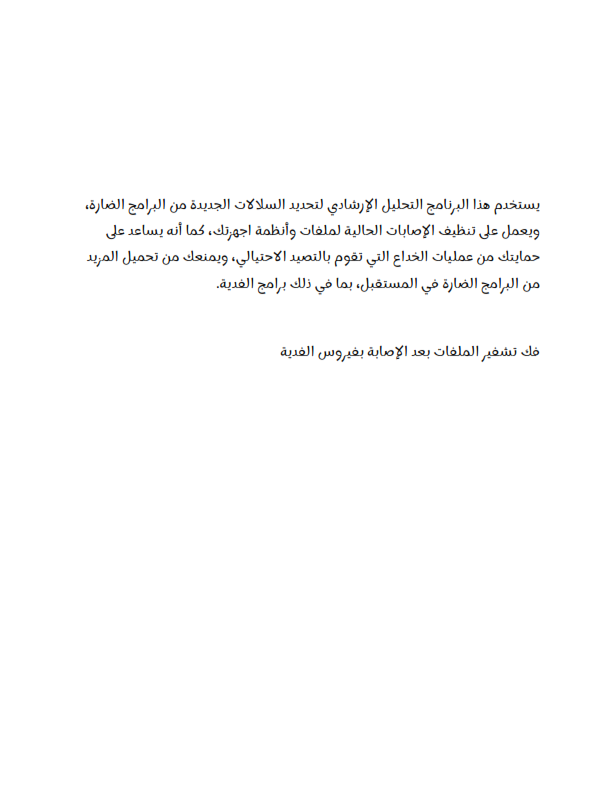 يستخدم هذا البرنامج التحليل الإرشادي لتحديد السلالات الجديدة من البرامج الضارة،
ويعمل على تنظيف الإصابات الحالية لملفات وأنظمة اجهزتك، كما أنه يساعد على
حمايتك من عمليات الخداع التي تقوم بالتصيد الاحتيالي، ويمنعك من تحميل المزيد
من البرامج الضارة في المستقبل، بما في ذلك برامج الفدية.
فك تشفير الملفات بعد الإصابة بفيروس الفدية